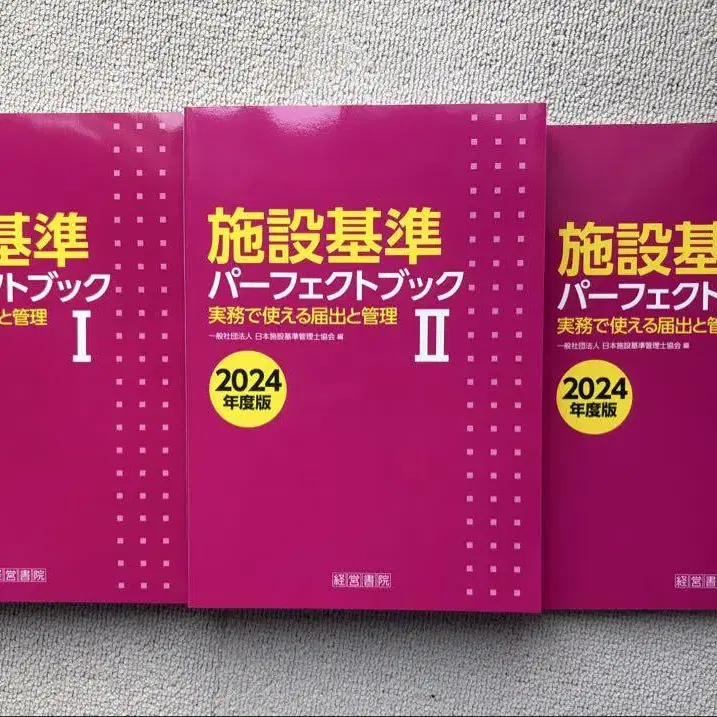 基準
クトブック
と管理
I
経営書院
施設基準
パーフェクトブック
実務で使える届出と管理
一般社団法人 日本施設基準管理士協会 編
II
2024
年度版
経営書院
施設基
パーフェクト
実務で使える届出と管
一般社団法人 日本施設基準管理士協会 編
2024
年度版
経営書院